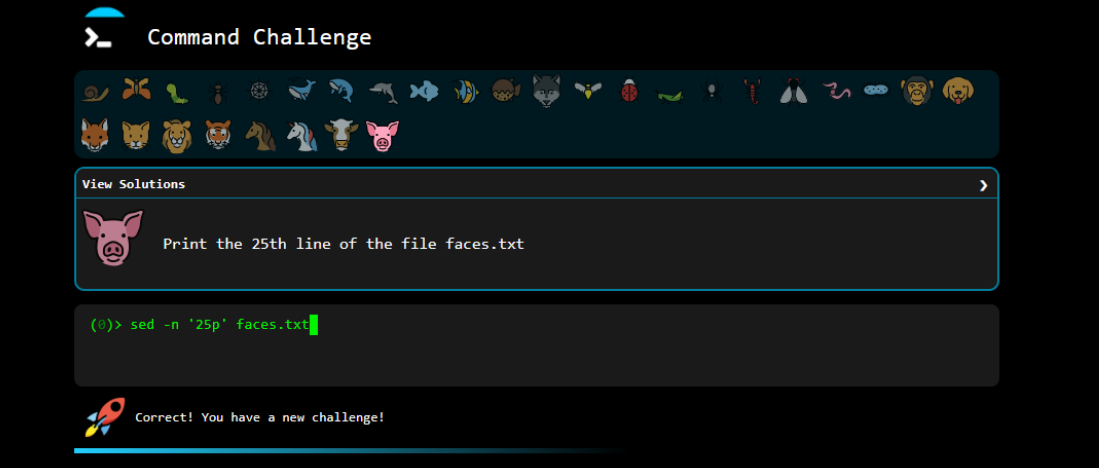 Command Challenge
View Solutions
Print the 25th line of the file faces.txt
(0)> sed -n '25p' faces.txt
Correct! You have a new challenge!